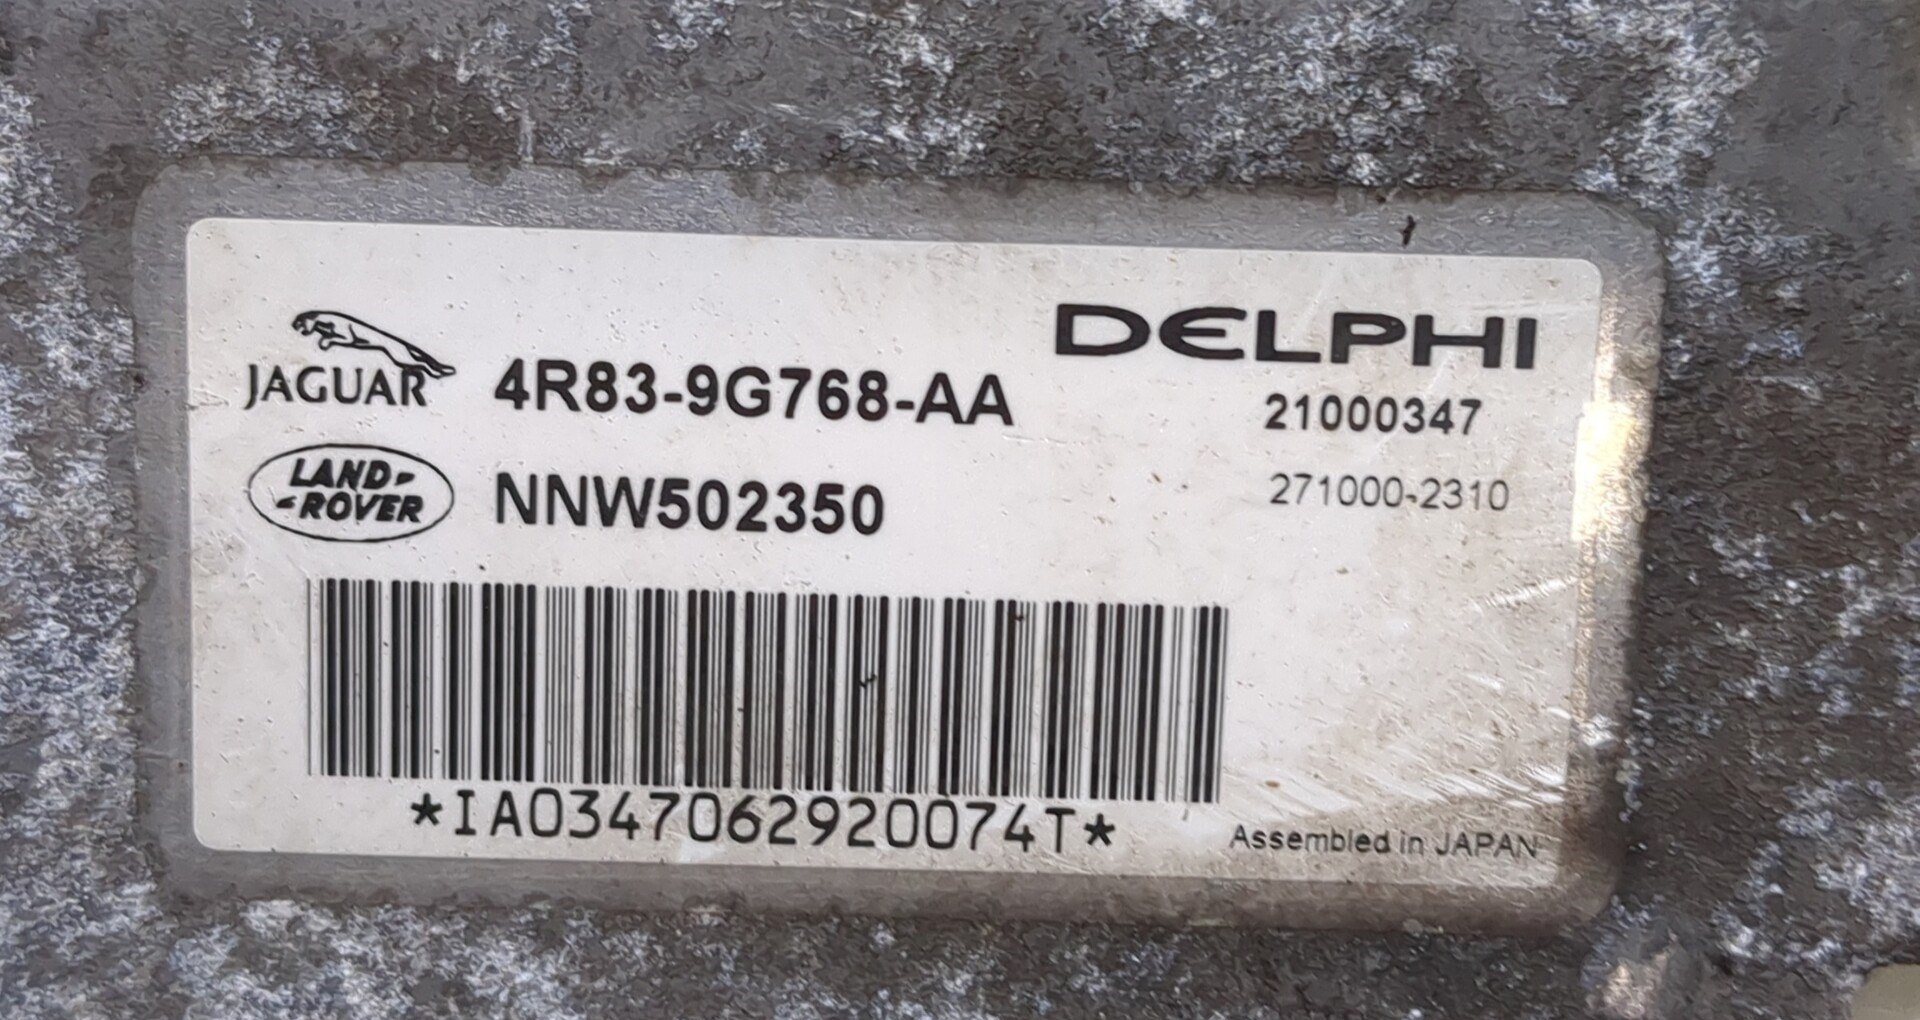 DELPHI
JAGUAR 4R83-9G768-AA
21000347
LAND-ROVER NNW502350
271000-2310
*IA0347062920074T*
Assembled in JAPAN